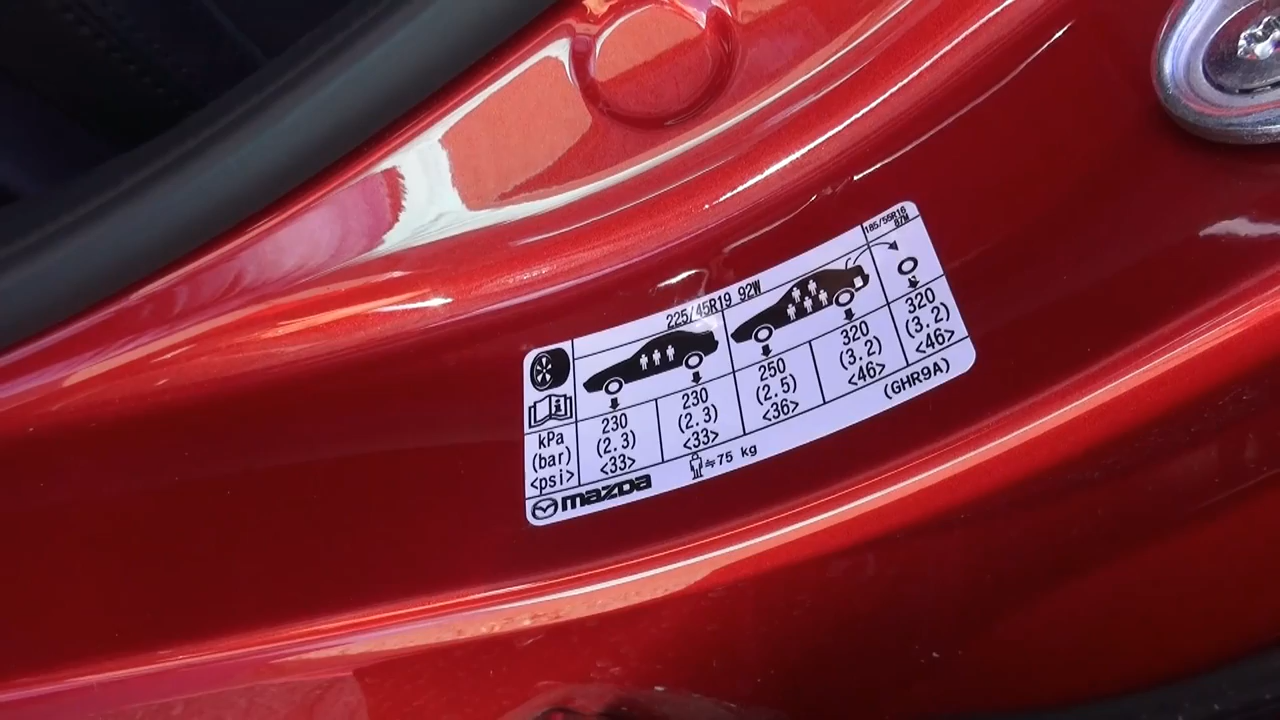 225/45R19 92W
185/55R16
87M
kPa
(bar)
<psi>
230
(2.3)
<33>
230
(2.3)
<33>
250
(2.5)
<36>
320
(3.2)
<46>
320
(3.2)
<46>
mazda
≒75 kg
(GHR9A)